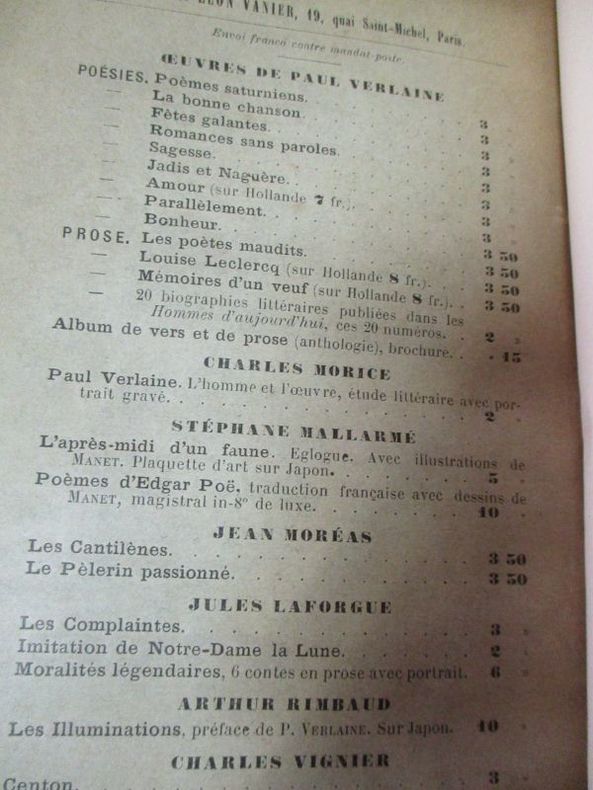 LÉON VANIER, 19, quai Saint-Michel, Paris.
Envoi franco contre mandat-poste.
ŒUVRES DE PAUL VERLAINE
POÉSIES. Poèmes saturniens. 3 »
— La bonne chanson. 3 »
— Fêtes galantes. 3 »
— Romances sans paroles. 3 »
— Sagesse. 3 »
— Jadis et Naguère. 3 »
— Amour (sur Hollande 7 fr.). 3 »
— Parallèlement. 3 »
— Bonheur. 3 50
PROSE. Les poètes maudits. 3 50
— Louise Leclercq (sur Hollande 8 fr.). 3 50
— Mémoires d'un veuf (sur Hollande 8 fr.). 3 50
— 20 biographies littéraires publiées dans les
Hommes d'aujourd'hui, ces 20 numéros. 2 »
Album de vers et de prose (anthologie), brochure. » 15
CHARLES MORICE
Paul Verlaine. L'homme et l'œuvre, étude littéraire avec por-
trait gravé. 2 »
STÉPHANE MALLARMÉ
L'après-midi d'un faune. Eglogue. Avec illustrations de
MANET. Plaquette d'art sur Japon. 5 »
Poèmes d'Edgar Poë, traduction française avec dessins de
MANET, magistral in-8° de luxe. 10 »
JEAN MORÉAS
Les Cantilènes. 3 50
Le Pèlerin passionné. 3 50
JULES LAFORGUE
Les Complaintes. 3 »
Imitation de Notre-Dame la Lune. 2 »
Moralités légendaires, 6 contes en prose avec portrait. 6 »
ARTHUR RIMBAUD
Les Illuminations, préface de P. VERLAINE. Sur Japon. 10 »
CHARLES VIGNIER
Centon. 3 »